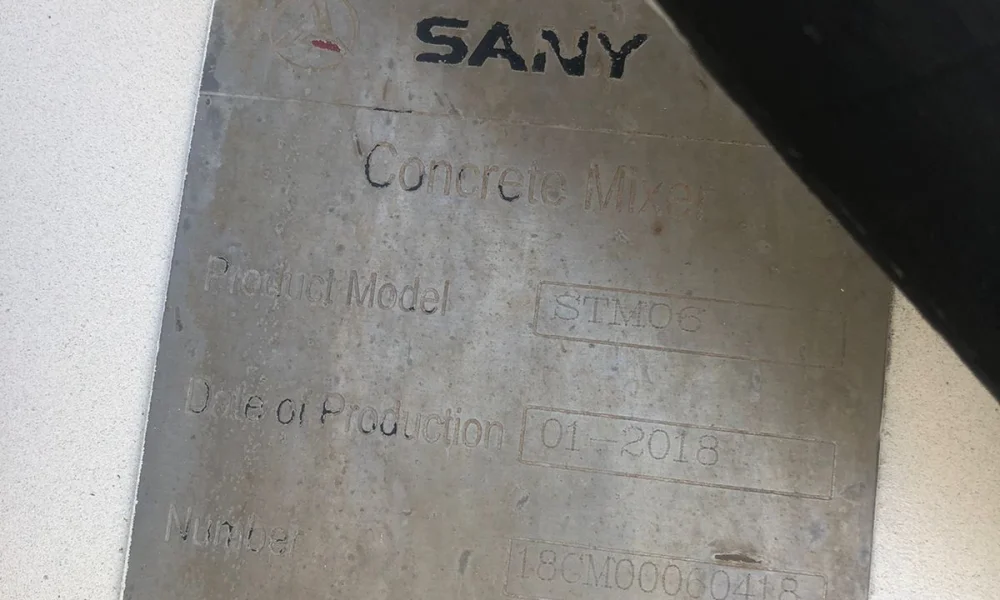 SANY
Concrete Mixer
Product Model STM06
Date of Production 01-2018
Number 18CM00060418